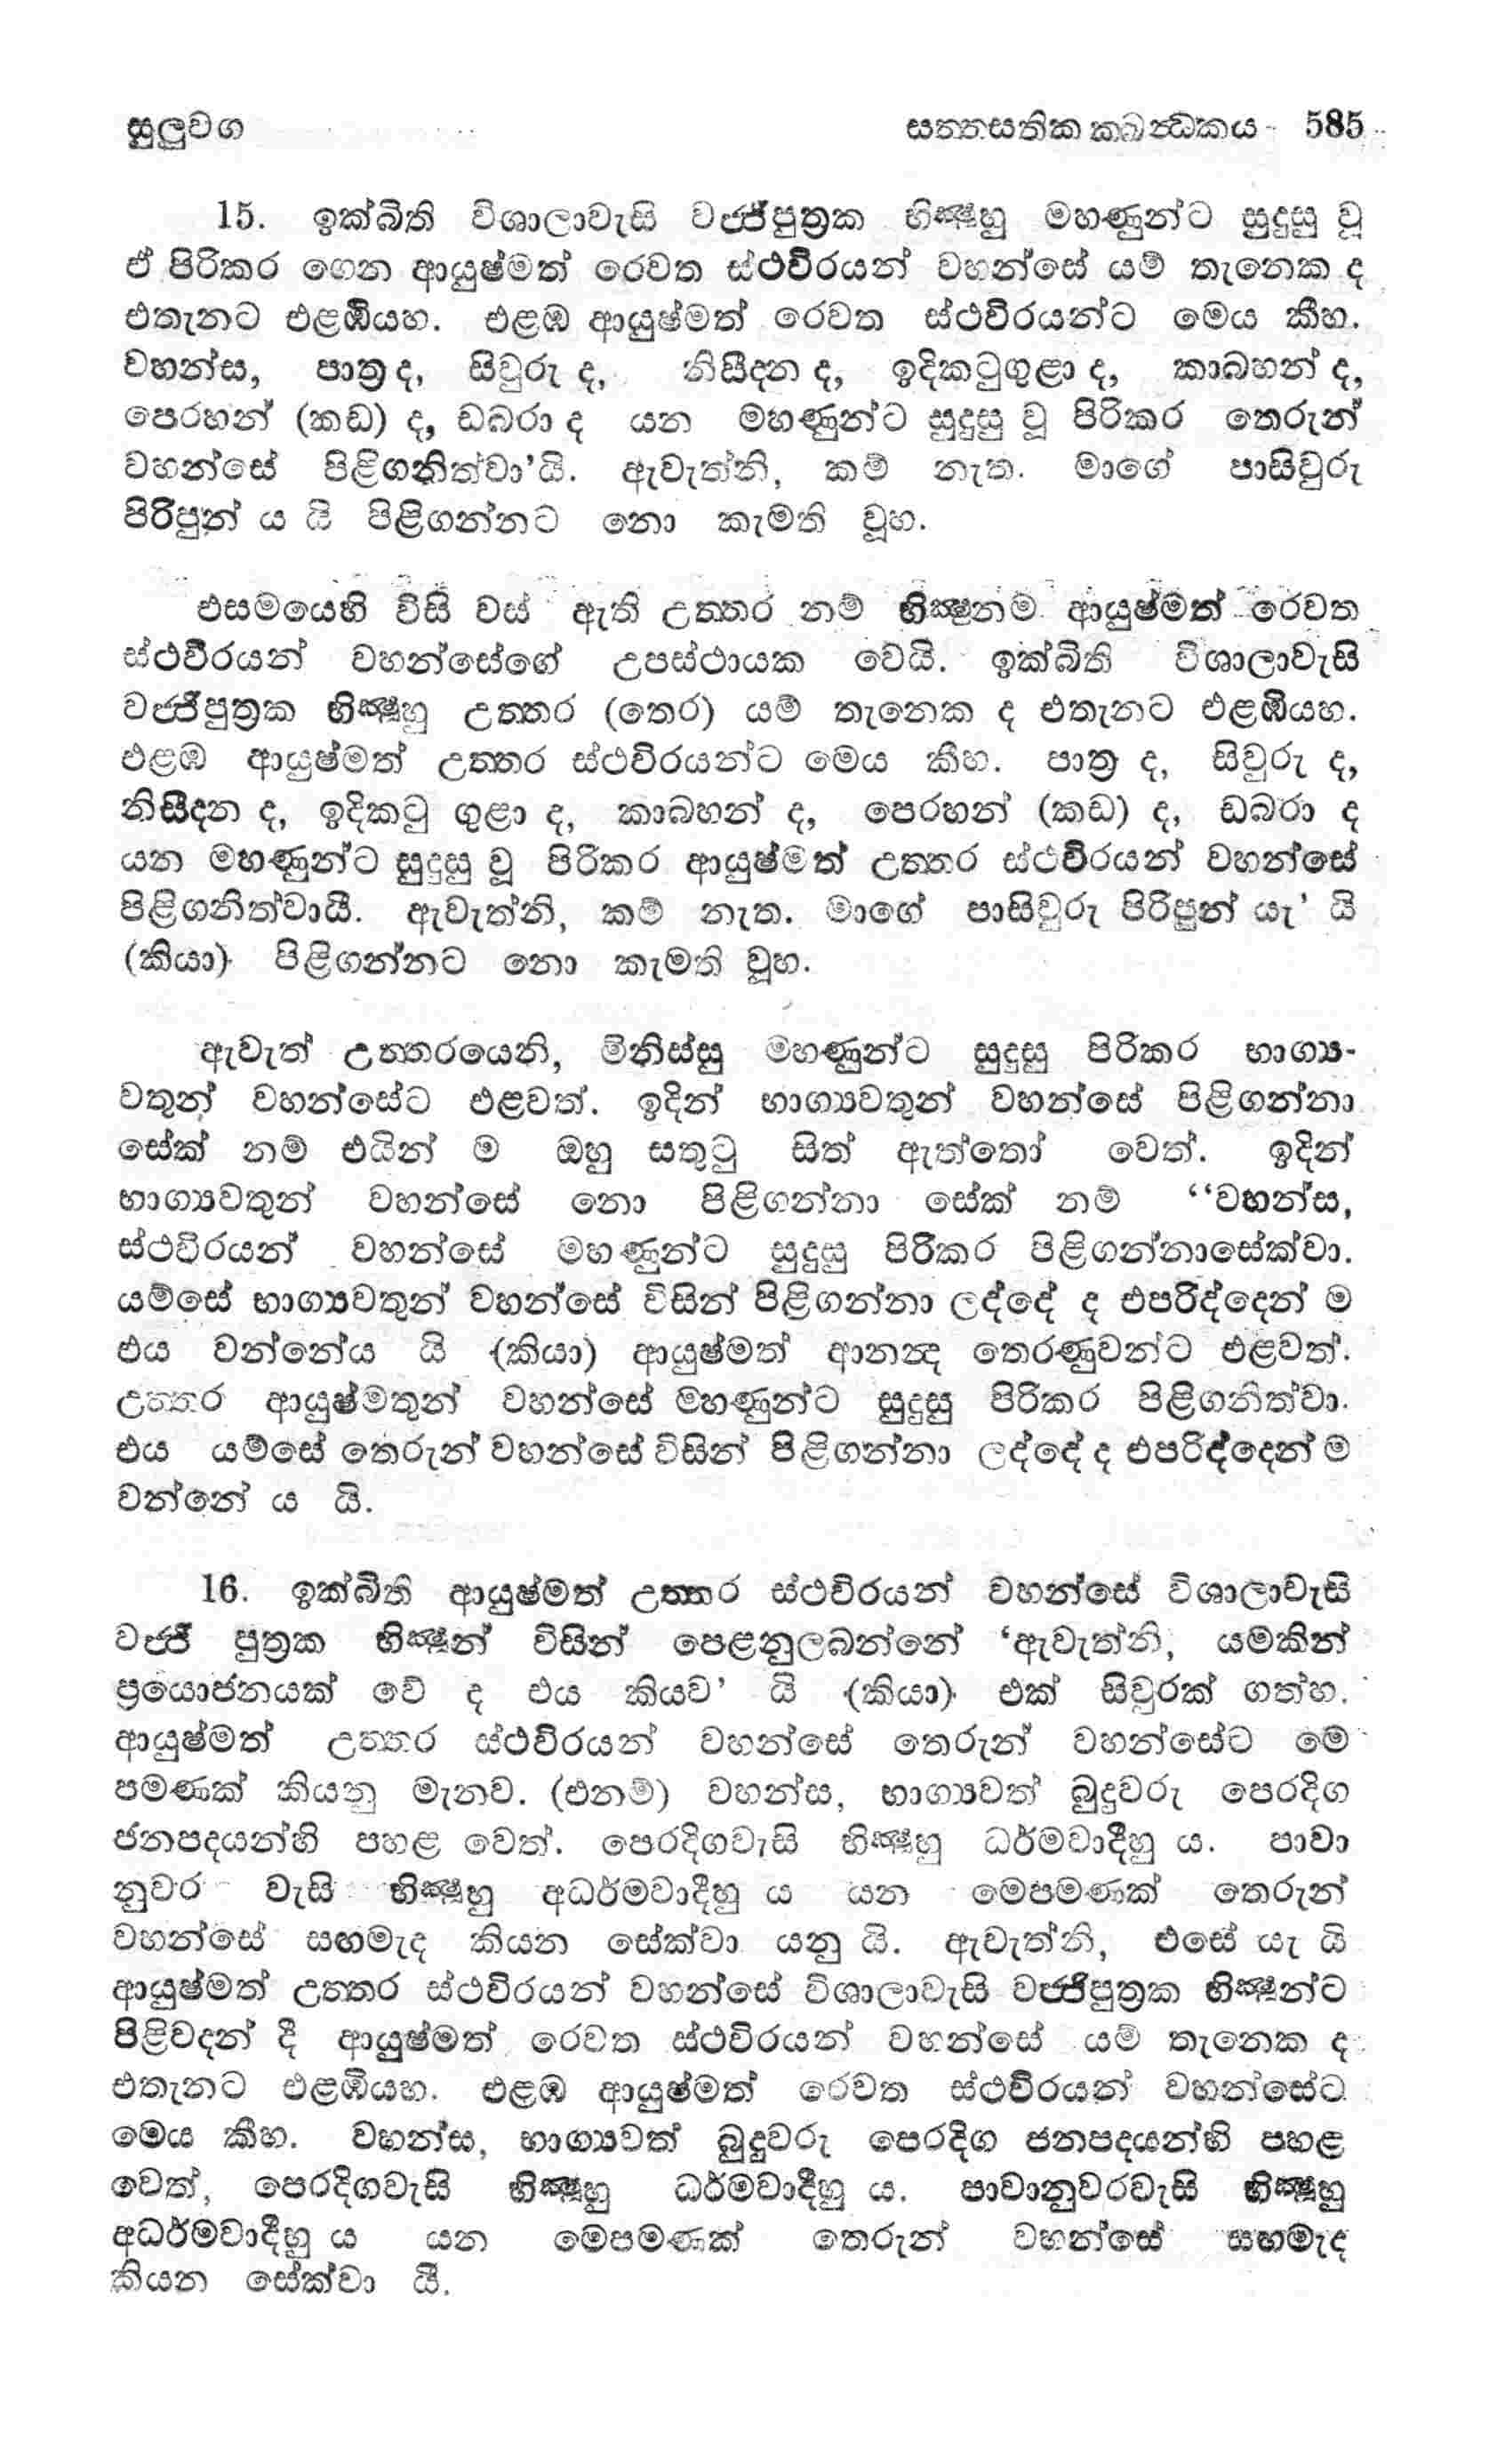 සුලුවග සත්තසතික කඛන්ධකය 585
15. ඉක්බිති විශාලාවැසි වජ්ජිපුත්‍රක භික්‍ෂූහු මහණුන්ට සුදුසු වූ
ඒ පිරිකර ගෙන ආයුෂ්මත් රෙවත ස්ථවිරයන් වහන්සේ යම් තැනෙක ද
එතැනට එළඹියහ. එළඹ ආයුෂ්මත් රෙවත ස්ථවිරයන්ට මෙය කීහ.
වහන්ස, පාත්‍ර ද, සිවුරු ද, නිසීදන ද, ඉදිකටුගුළා ද, කාබහන් ද,
පෙරහන් (කඩ) ද, ඩබරා ද යන මහණුන්ට සුදුසු වූ පිරිකර තෙරුන්
වහන්සේ පිළිගනිත්වා’යි. ඇවැත්නි, කම් නැත. මාගේ පාසිවුරු
පිරිපුන් ය යි පිළිගන්නට නො කැමති වූහ.
එසමයෙහි විසි වස් ඇති උත්තර නම් භික්‍ෂුනම ආයුෂ්මත් රෙවත
ස්ථවිරයන් වහන්සේගේ උපස්ථායක වෙයි. ඉක්බිති විශාලාවැසි
වජ්ජිපුත්‍රක භික්‍ෂූහු උත්තර (තෙර) යම් තැනෙක ද එතැනට එළඹියහ.
එළඹ ආයුෂ්මත් උත්තර ස්ථවිරයන්ට මෙය කීහ. පාත්‍ර ද, සිවුරු ද,
නිසීදන ද, ඉදිකටු ගුළා ද, කාබහන් ද, පෙරහන් (කඩ) ද, ඩබරා ද
යන මහණුන්ට සුදුසු වූ පිරිකර ආයුෂ්මත් උත්තර ස්ථවිරයන් වහන්සේ
පිළිගනිත්වායි. ඇවැත්නි, කම් නැත. මාගේ පාසිවුරු පිරිපුන් යැ’ යි
(කියා) පිළිගන්නට නො කැමති වූහ.
ඇවැත් උත්තරයෙනි, මිනිස්සු මහණුන්ට සුදුසු පිරිකර භාග්‍ය-
වතුන් වහන්සේට එළවත්. ඉදින් භාග්‍යවතුන් වහන්සේ පිළිගන්නා
සේක් නම් එයින් ම ඔහු සතුටු සිත් ඇත්තෝ වෙත්. ඉදින්
භාග්‍යවතුන් වහන්සේ නො පිළිගන්නා සේක් නම් “වහන්ස,
ස්ථවිරයන් වහන්සේ මහණුන්ට සුදුසු පිරිකර පිළිගන්නාසේක්වා.
යම්සේ භාග්‍යවතුන් වහන්සේ විසින් පිළිගන්නා ලද්දේ ද එපරිද්දෙන් ම
එය වන්නේය යි (කියා) ආයුෂ්මත් ආනන්ද තෙරණුවන්ට එළවත්.
උත්තර ආයුෂ්මතුන් වහන්සේ මහණුන්ට සුදුසු පිරිකර පිළිගනිත්වා.
එය යම්සේ තෙරුන් වහන්සේ විසින් පිළිගන්නා ලද්දේ ද එපරිද්දෙන් ම
වන්නේ ය යි.
16. ඉක්බිති ආයුෂ්මත් උත්තර ස්ථවිරයන් වහන්සේ විශාලාවැසි
වජ්ජි පුත්‍රක භික්‍ෂූන් විසින් පෙළනුලබන්නේ ‘ඇවැත්නි, යමකින්
ප්‍රයොජනයක් වේ ද එය කියව’ යි (කියා) එක් සිවුරක් ගත්හ.
ආයුෂ්මත් උත්තර ස්ථවිරයන් වහන්සේ තෙරුන් වහන්සේට මේ
පමණක් කියනු මැනව. (එනම්) වහන්ස, භාග්‍යවත් බුදුවරු පෙරදිග
ජනපදයන්හි පහළ වෙත්. පෙරදිගවැසි භික්‍ෂූහු ධර්මවාදීහු ය. පාවා
නුවර වැසි භික්‍ෂූහු අධර්මවාදීහු ය යන මෙපමණක් තෙරුන්
වහන්සේ සඟමැද කියන සේක්වා යනු යි. ඇවැත්නි, එසේ යැ යි
ආයුෂ්මත් උත්තර ස්ථවිරයන් වහන්සේ විශාලාවැසි වජ්ජිපුත්‍රක භික්‍ෂූන්ට
පිළිවදන් දී ආයුෂ්මත් රෙවත ස්ථවිරයන් වහන්සේ යම් තැනෙක ද
එතැනට එළඹියහ. එළඹ ආයුෂ්මත් රෙවත ස්ථවිරයන් වහන්සේට
මෙය කීහ. වහන්ස, භාග්‍යවත් බුදුවරු පෙරදිග ජනපදයන්හි පහළ
වෙත්, පෙරදිගවැසි භික්‍ෂූහු ධර්මවාදීහු ය. පාවානුවරවැසි භික්‍ෂූහු
අධර්මවාදීහු ය යන මෙපමණක් තෙරුන් වහන්සේ සඟමැද
කියන සේක්වා යි.